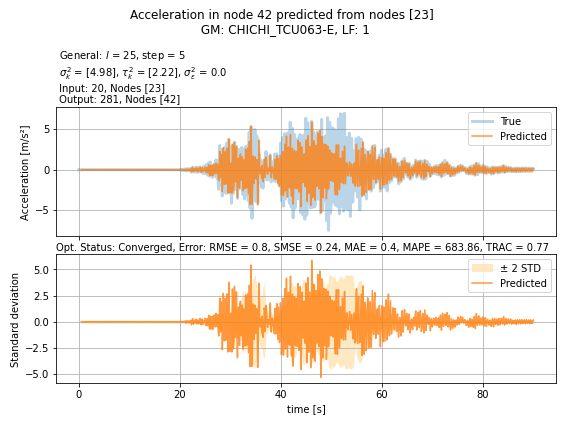 Acceleration in node 42 predicted from nodes [23]
GM: CHICHI_TCU063-E, LF: 1
General: l = 25, step = 5
σ²ₖ = [4.98], τ²ₖ = [2.22], σ²ε = 0.0
Input: 20, Nodes [23]
Output: 281, Nodes [42]
True
Predicted
Acceleration [m/s²]
5
0
−5
Opt. Status: Converged, Error: RMSE = 0.8, SMSE = 0.24, MAE = 0.4, MAPE = 683.86, TRAC = 0.77
± 2 STD
Predicted
Standard deviation
5.0
2.5
0.0
−2.5
−5.0
0 20 40 60 80
time [s]